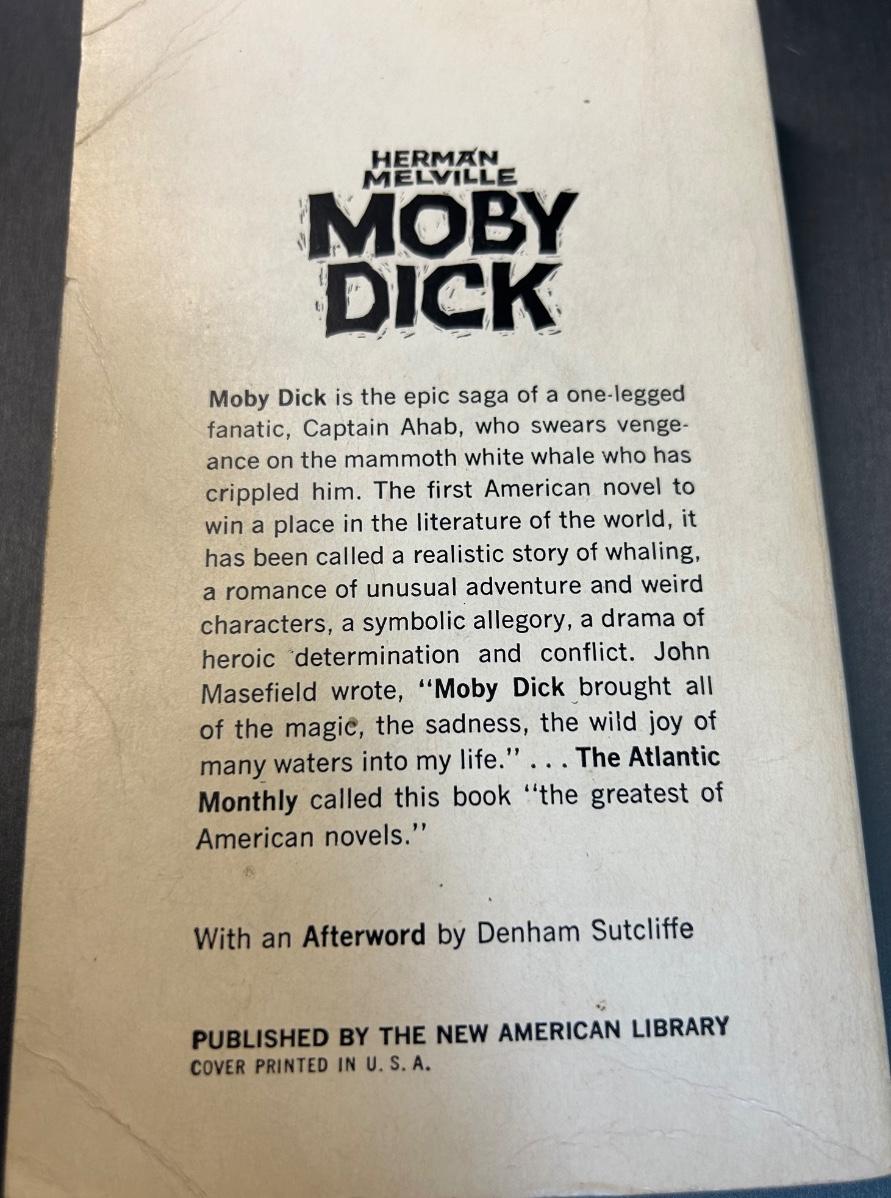 HERMAN
MELVILLE
MOBY
DICK
Moby Dick is the epic saga of a one-legged
fanatic, Captain Ahab, who swears venge-
ance on the mammoth white whale who has
crippled him. The first American novel to
win a place in the literature of the world, it
has been called a realistic story of whaling,
a romance of unusual adventure and weird
characters, a symbolic allegory, a drama of
heroic determination and conflict. John
Masefield wrote, “Moby Dick brought all
of the magic, the sadness, the wild joy of
many waters into my life.” . . . The Atlantic
Monthly called this book “the greatest of
American novels.”
With an Afterword by Denham Sutcliffe
PUBLISHED BY THE NEW AMERICAN LIBRARY
COVER PRINTED IN U. S. A.